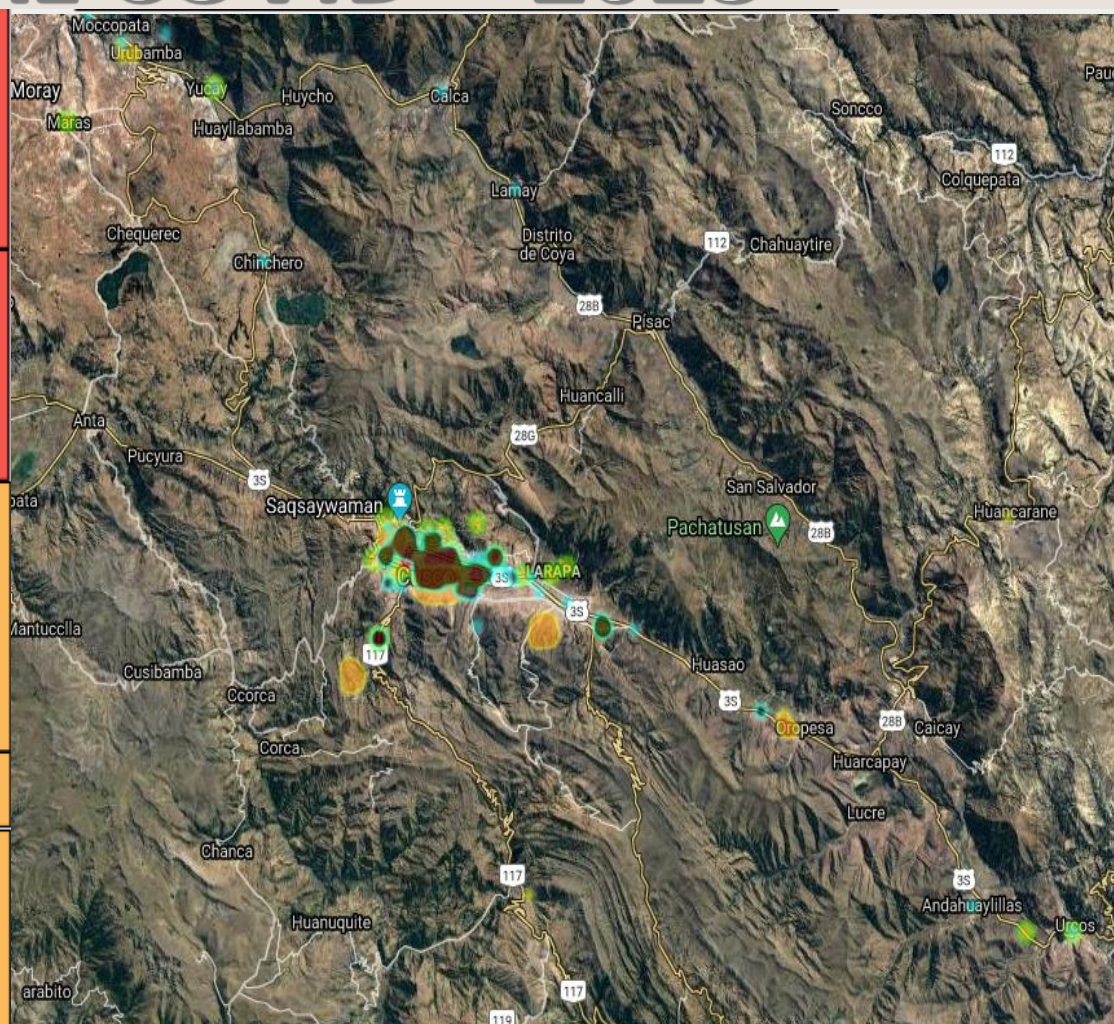 2023
Moccopata
Urubamba
Moray
Yucay
Huycho
Calca
Maras
Huayllabamba
Soncco
112
Colquepata
Lamay
Chequerec
Distrito
de Coya
112
Chahuaytire
Chinchero
28B
Písac
Huancalli
Anta
28G
Pucyura
3S
San Salvador
Saqsaywaman
Pachatusan
28B
Huancarane
LARAPA
3S
3S
Mantucclla
117
Huasao
Cusibamba
Ccorca
3S
Oropesa
28B
Caicay
Corca
Huarcapay
Lucre
Chanca
117
3S
Andahuaylillas
Huanuquite
Urcos
arabito
117
119